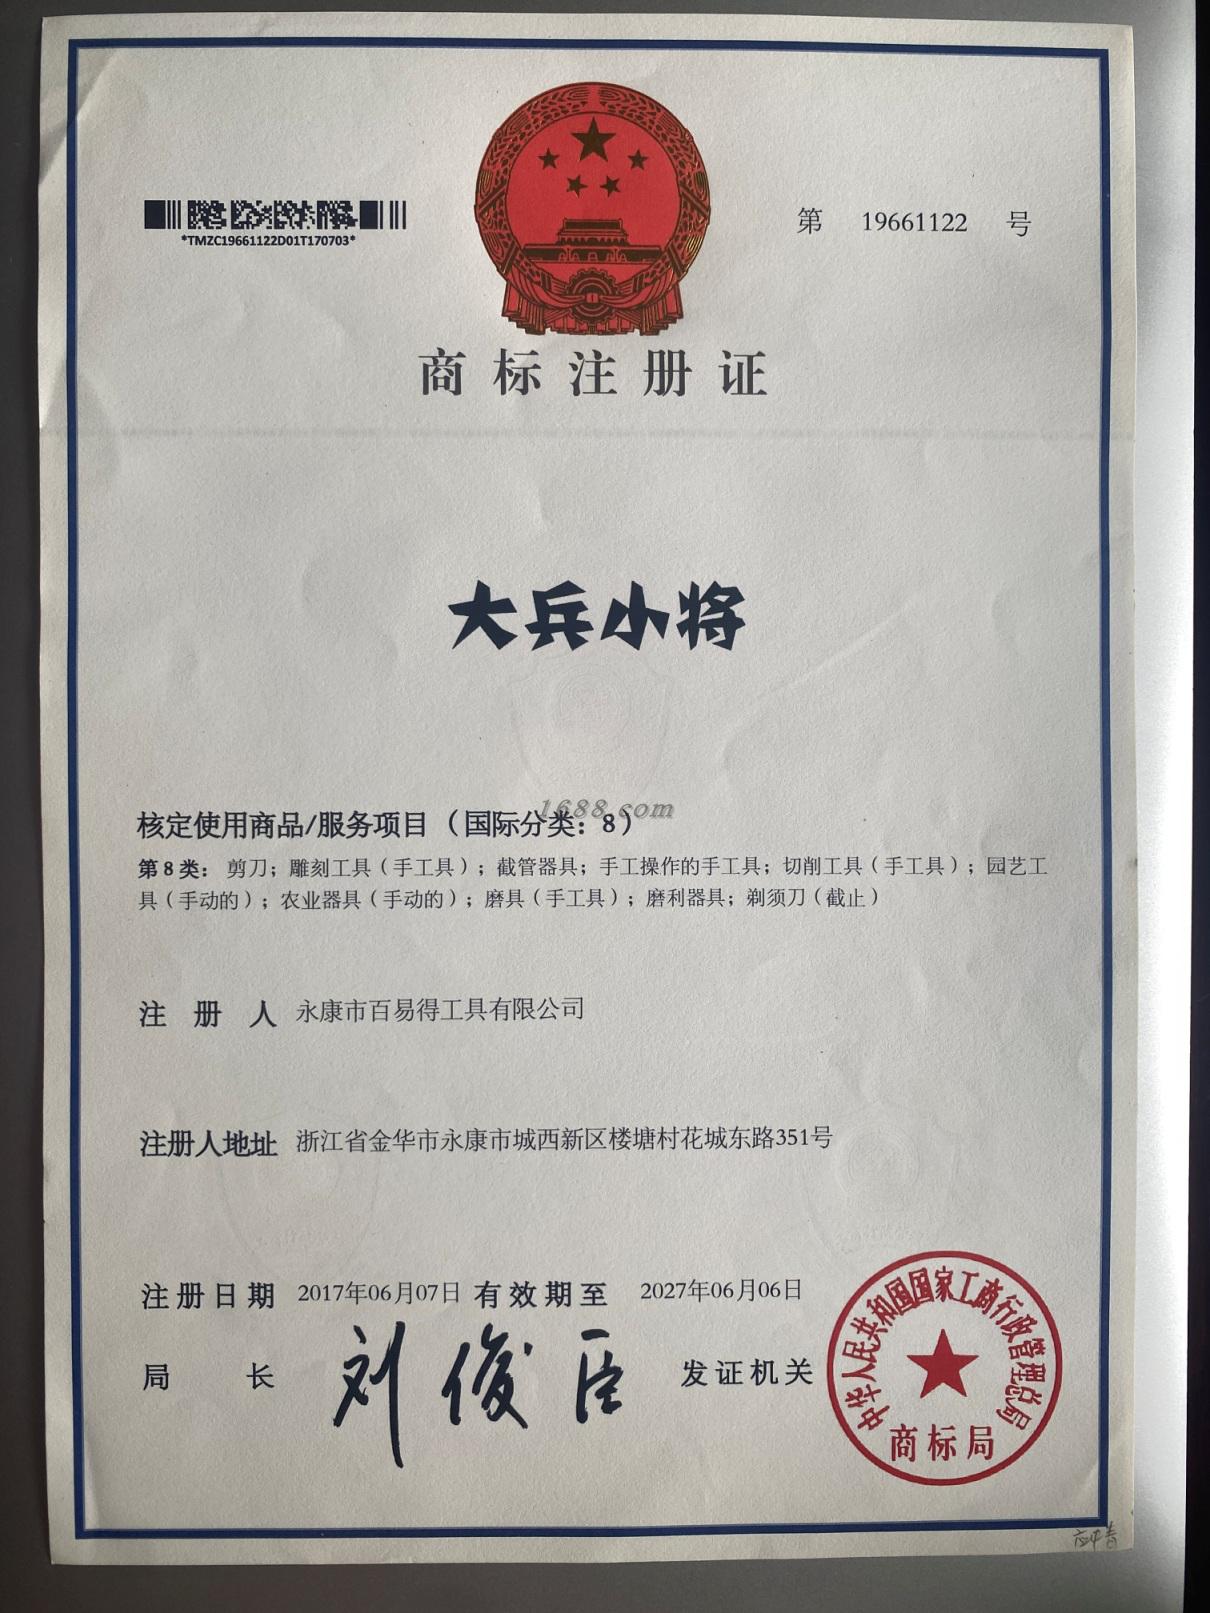 *TMZC19661122D01T170703*
第 19661122 号
商标注册证
大兵小将
1688.com
核定使用商品/服务项目（国际分类：8）
第8类：剪刀；雕刻工具（手工具）；截管器具；手工操作的手工具；切削工具（手工具）；园艺工
具（手动的）；农业器具（手动的）；磨具（手工具）；磨利器具；剃须刀（截止）
注册人 永康市百易得工具有限公司
注册人地址 浙江省金华市永康市城西新区楼塘村花城东路351号
注册日期 2017年06月07日 有效期至 2027年06月06日
局长 刘俊臣 发证机关
中华人民共和国国家工商行政管理总局
商标局